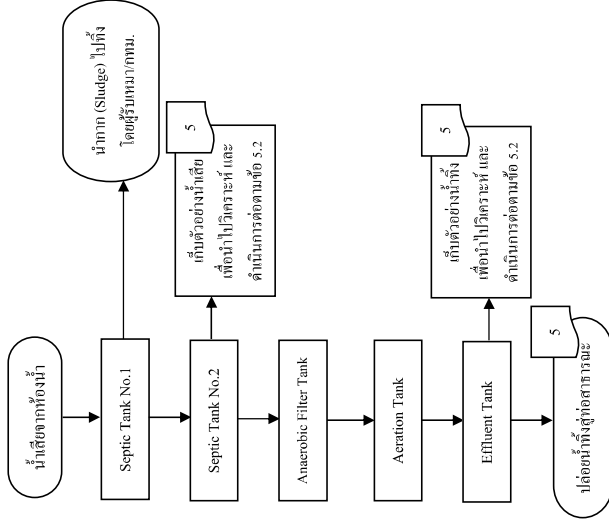 น้ำเสียจากห้องน้ำ
Septic Tank No.1
นำกาก (Sludge) ไปทิ้ง
โดยผู้รับเหมา/กทม.
Septic Tank No.2
5
เก็บตัวอย่างน้ำเสีย
เพื่อนำไปวิเคราะห์ และ
ดำเนินการต่อตามข้อ 5.2
Anaerobic Filter Tank
Aeration Tank
Effluent Tank
5
เก็บตัวอย่างน้ำทิ้ง
เพื่อนำไปวิเคราะห์ และ
ดำเนินการต่อตามข้อ 5.2
5
ปล่อยน้ำทิ้งสู่ท่อสาธารณะ